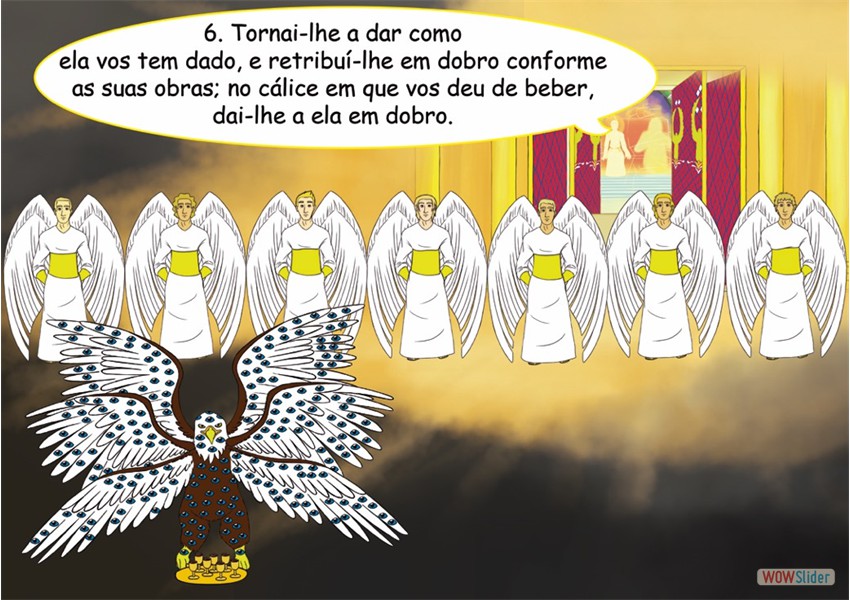 6. Tornai-lhe a dar como
ela vos tem dado, e retribuí-lhe em dobro conforme
as suas obras; no cálice em que vos deu de beber,
dai-lhe a ela em dobro.
WOWSlider